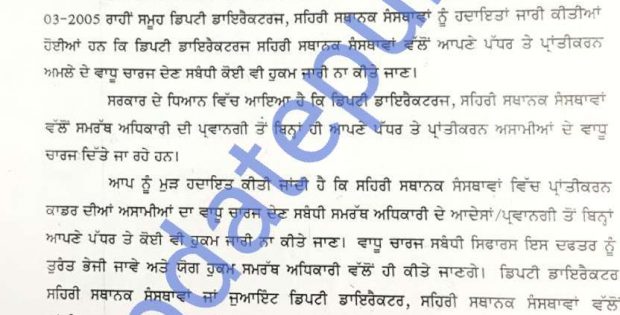 03-2005 ਰਾਹੀਂ ਸਮੂਹ ਡਿਪਟੀ ਡਾਇਰੈਕਟਰਜ, ਸਹਿਰੀ ਸਥਾਨਕ ਸੰਸਥਾਵਾਂ ਨੂੰ ਹਦਾਇਤਾਂ ਜਾਰੀ ਕੀਤੀਆਂ
ਹੋਈਆਂ ਹਨ ਕਿ ਡਿਪਟੀ ਡਾਇਰੈਕਟਰਜ ਸਹਿਰੀ ਸਥਾਨਕ ਸੰਸਥਾਵਾਂ ਵੱਲੋਂ ਆਪਣੇ ਪੱਧਰ ਤੇ ਪ੍ਰਾਂਤੀਕਰਨ
ਅਮਲੇ ਦੇ ਵਾਧੂ ਚਾਰਜ ਦੇਣ ਸਬੰਧੀ ਕੋਈ ਵੀ ਹੁਕਮ ਜਾਰੀ ਨਾ ਕੀਤੇ ਜਾਣ।
ਸਰਕਾਰ ਦੇ ਧਿਆਨ ਵਿੱਚ ਆਇਆ ਹੈ ਕਿ ਡਿਪਟੀ ਡਾਇਰੈਕਟਰਜ, ਸਹਿਰੀ ਸਥਾਨਕ ਸੰਸਥਾਵਾਂ
ਵੱਲੋਂ ਸਮਰੱਥ ਅਧਿਕਾਰੀ ਦੀ ਪ੍ਰਵਾਨਗੀ ਤੋਂ ਬਿਨ੍ਹਾਂ ਹੀ ਆਪਣੇ ਪੱਧਰ ਤੇ ਪ੍ਰਾਂਤੀਕਰਨ ਅਸਾਮੀਆਂ ਦੇ ਵਾਧੂ
ਚਾਰਜ ਦਿੱਤੇ ਜਾ ਰਹੇ ਹਨ।
ਆਪ ਨੂੰ ਮੁੜ ਹਦਾਇਤ ਕੀਤੀ ਜਾਂਦੀ ਹੈ ਕਿ ਸਹਿਰੀ ਸਥਾਨਕ ਸੰਸਥਾਵਾਂ ਵਿੱਚ ਪ੍ਰਾਂਤੀਕਰਨ
ਕਾਡਰ ਦੀਆਂ ਅਸਾਮੀਆਂ ਦਾ ਵਾਧੂ ਚਾਰਜ ਦੇਣ ਸਬੰਧੀ ਸਮਰੱਥ ਅਧਿਕਾਰੀ ਦੇ ਆਦੇਸਾਂ/ਪ੍ਰਵਾਨਗੀ ਤੋਂ ਬਿਨਾਂ
ਆਪਣੇ ਪੱਧਰ ਤੇ ਕੋਈ ਵੀ ਹੁਕਮ ਜਾਰੀ ਨਾ ਕੀਤੇ ਜਾਣ। ਵਾਧੂ ਚਾਰਜ ਸਬੰਧੀ ਸਿਫਾਰਸ ਇਸ ਦਫਤਰ ਨੂੰ
ਤੁਰੰਤ ਭੇਜੀ ਜਾਵੇ ਅਤੇ ਯੋਗ ਹੁਕਮ ਸਮਰੱਥ ਅਧਿਕਾਰੀ ਵੱਲੋਂ ਹੀ ਕੀਤੇ ਜਾਣਗੇ। ਡਿਪਟੀ ਡਾਇਰੈਕਟਰ
ਸਹਿਰੀ ਸਥਾਨਕ ਸੰਸਥਾਵਾਂ ਜਾਂ ਜੁਆਇੰਟ ਡਿਪਟੀ ਡਾਇਰੈਕਟਰ, ਸਹਿਰੀ ਸਥਾਨਕ ਸੰਸਥਾਵਾਂ ਵੱਲੋਂ